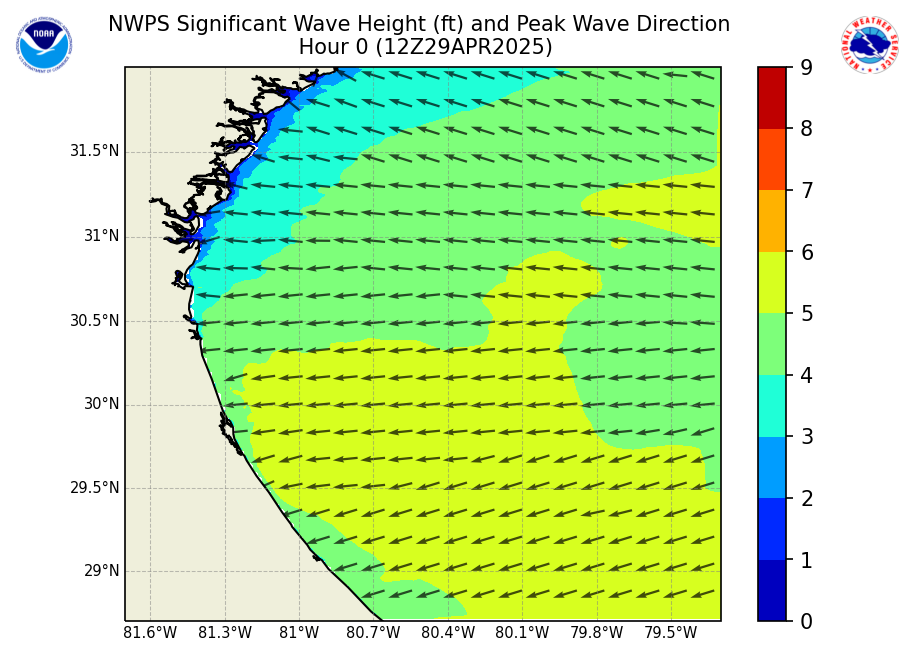 NWPS Significant Wave Height (ft) and Peak Wave Direction
Hour 0 (12Z29APR2025)
NOAA
31.5°N
31°N
30.5°N
30°N
29.5°N
29°N
81.6°W 81.3°W 81°W 80.7°W 80.4°W 80.1°W 79.8°W 79.5°W
9
8
7
6
5
4
3
2
1
0